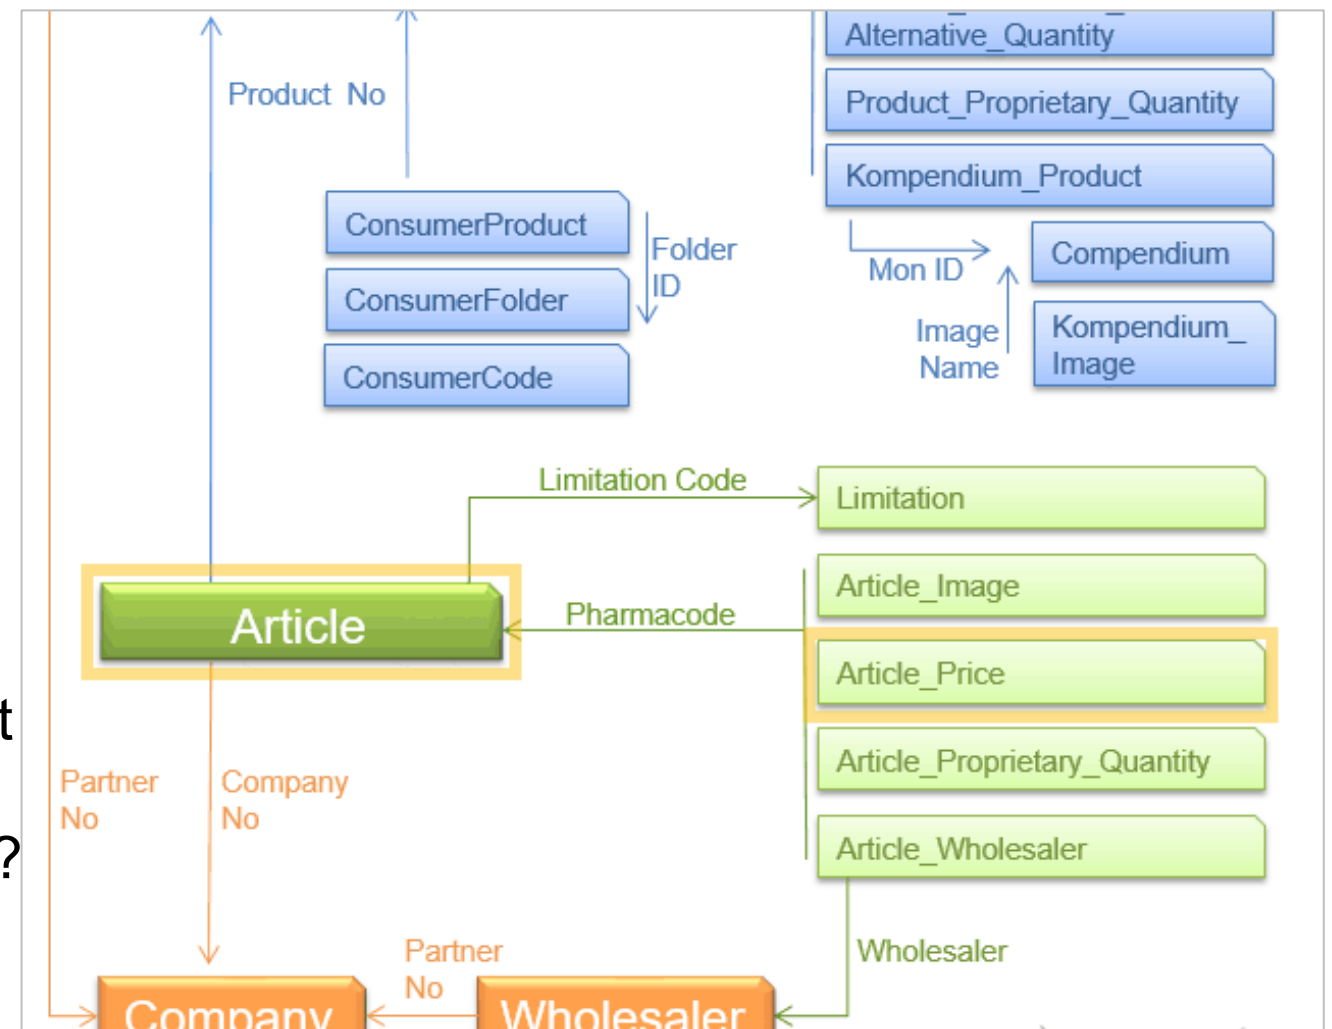 Alternative_Quantity
Product No
Product_Proprietary_Quantity
Kompendium_Product
ConsumerProduct
Folder
ID
Mon ID
Compendium
ConsumerFolder
Image
Name
Kompendium_
Image
ConsumerCode
Limitation Code
Limitation
Article_Image
Pharmacode
Article
Article_Price
t
Partner
No
Company
No
Article_Proprietary_Quantity
?
Article_Wholesaler
Partner
No
Wholesaler
Company
Wholesaler